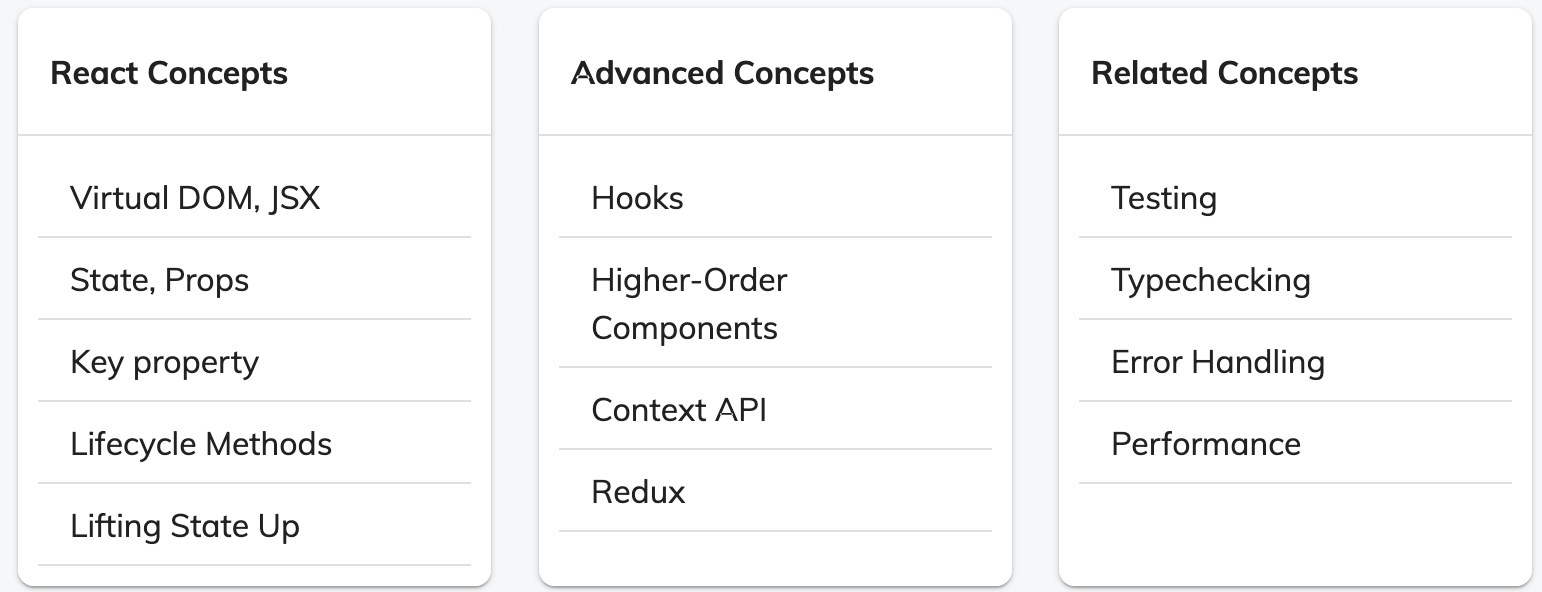 React Concepts
Virtual DOM, JSX
State, Props
Key property
Lifecycle Methods
Lifting State Up
Advanced Concepts
Hooks
Higher-Order
Components
Context API
Redux
Related Concepts
Testing
Typechecking
Error Handling
Performance